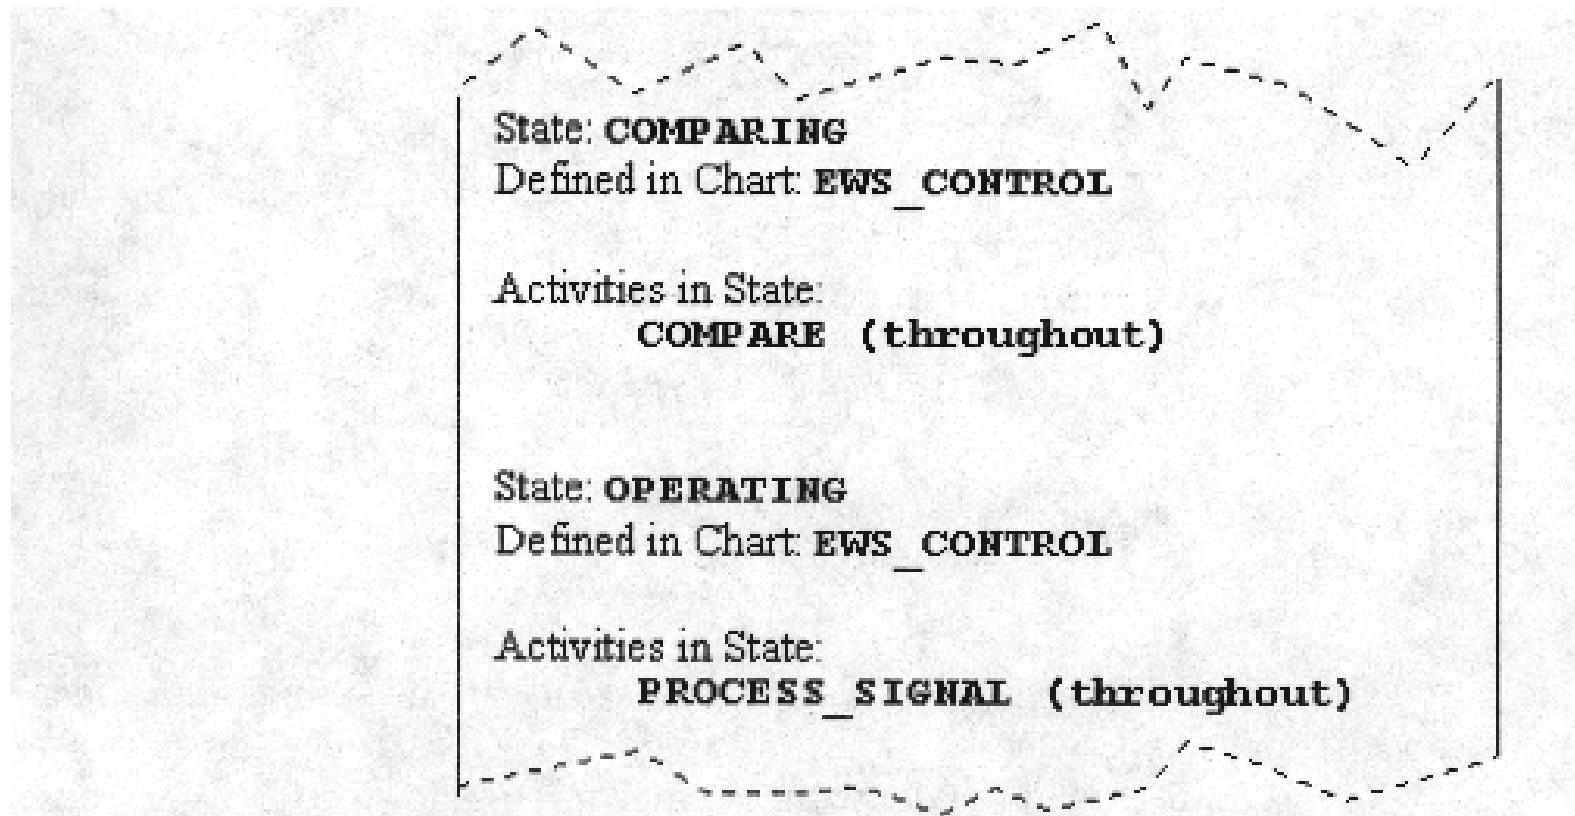 State: COMPARING
Defined in Chart: EWS_CONTROL
Activities in State:
COMPARE (throughout)
State: OPERATING
Defined in Chart: EWS_CONTROL
Activities in State:
PROCESS_SIGNAL (throughout)